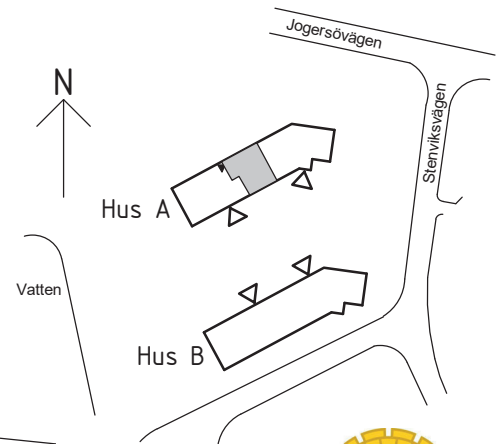 Jogersövägen
N
Stenviksvägen
Hus A
Vatten
Hus B